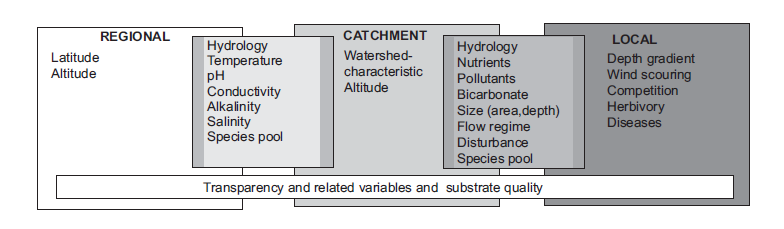 REGIONAL
Latitude
Altitude
Hydrology
Temperature
pH
Conductivity
Alkalinity
Salinity
Species pool
CATCHMENT
Watershed-
characteristic
Altitude
Hydrology
Nutrients
Pollutants
Bicarbonate
Size (area,depth)
Flow regime
Disturbance
Species pool
LOCAL
Depth gradient
Wind scouring
Competition
Herbivory
Diseases
Transparency and related variables and substrate quality